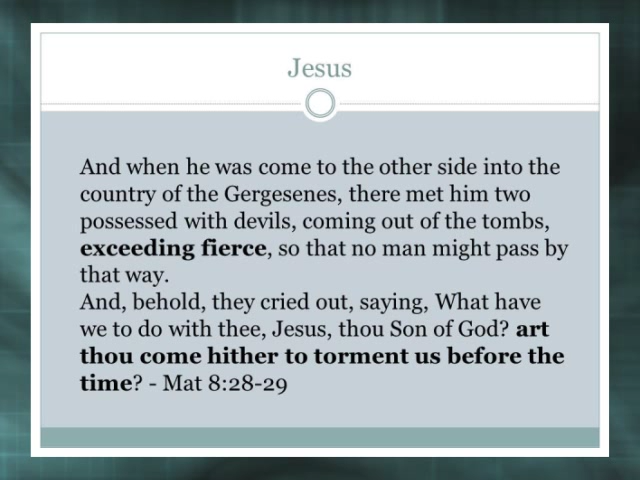 Jesus
And when he was come to the other side into the
country of the Gergesenes, there met him two
possessed with devils, coming out of the tombs,
exceeding fierce, so that no man might pass by
that way.
And, behold, they cried out, saying, What have
we to do with thee, Jesus, thou Son of God? art
thou come hither to torment us before the
time? - Mat 8:28-29